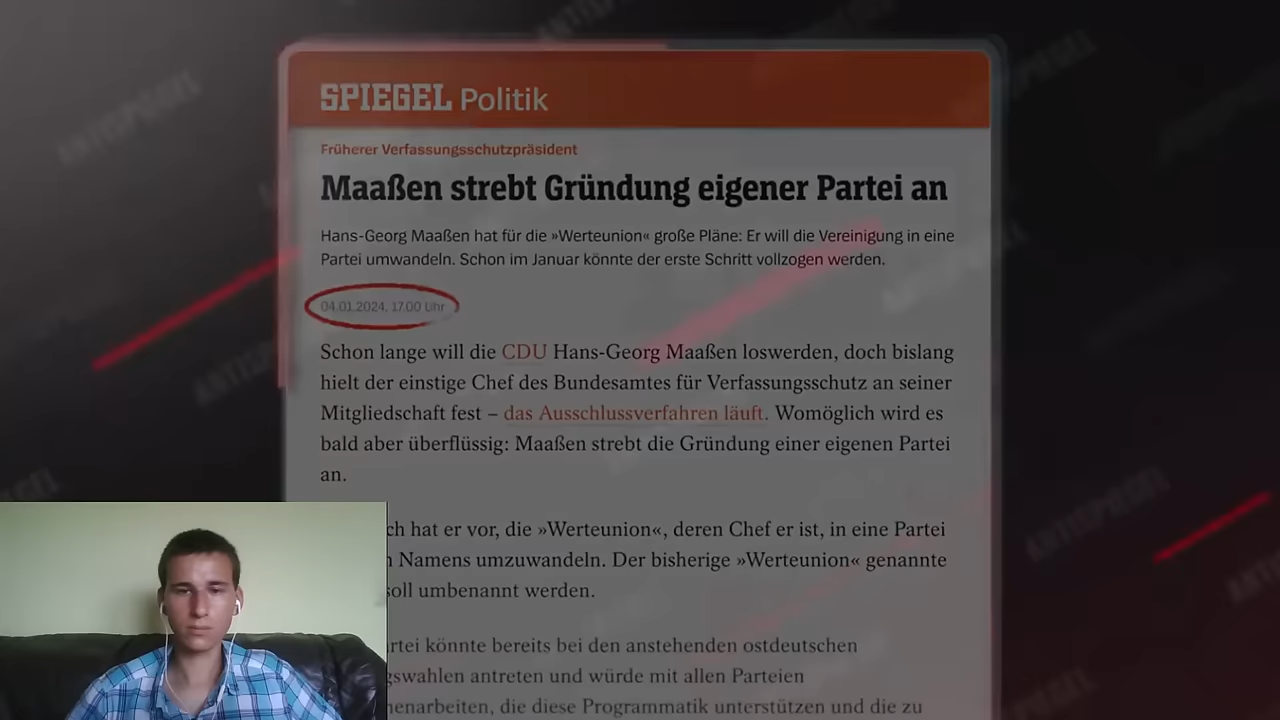 SPIEGEL Politik
Früherer Verfassungsschutzpräsident
Maaßen strebt Gründung eigener Partei an
Hans-Georg Maaßen hat für die »Werteunion« große Pläne: Er will die Vereinigung in eine
Partei umwandeln. Schon im Januar könnte der erste Schritt vollzogen werden.
04.01.2024, 17.00 Uhr
Schon lange will die CDU Hans-Georg Maaßen loswerden, doch bislang
hielt der einstige Chef des Bundesamtes für Verfassungsschutz an seiner
Mitgliedschaft fest – das Ausschlussverfahren läuft. Womöglich wird es
bald aber überflüssig: Maaßen strebt die Gründung einer eigenen Partei
an.
hat er vor, die »Werteunion«, deren Chef er ist, in eine Partei
Namens umzuwandeln. Der bisherige »Werteunion« genannte
soll umbenannt werden.
könnte bereits bei den anstehenden ostdeutschen
antreten und würde mit allen Parteien
die diese Programmatik unterstützen und die zu
ANTISPIEGEL
ANTISPIEGEL
ANTISPIEGEL